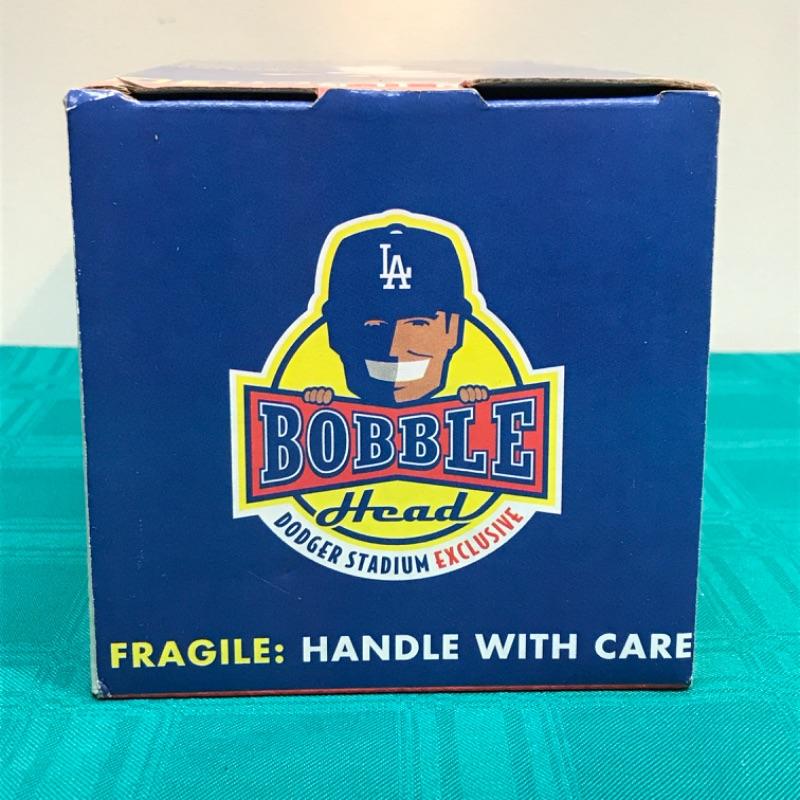 LA
BOBBLE
Head
DODGER STADIUM EXCLUSIVE
FRAGILE: HANDLE WITH CARE